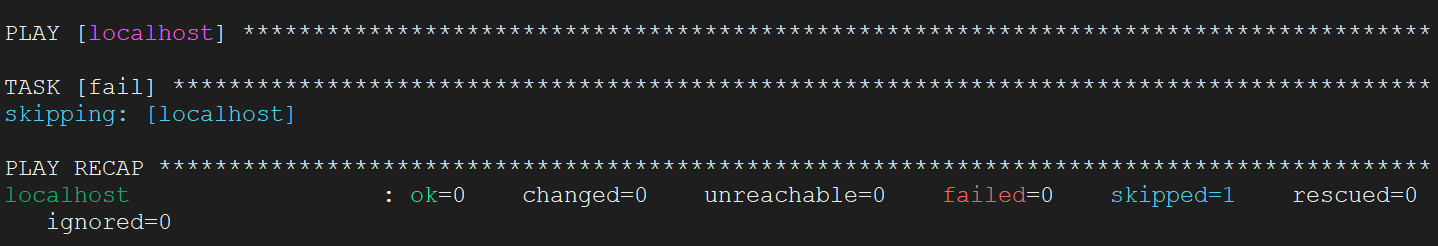 PLAY [localhost] *************************************************************************************
TASK [fail] ******************************************************************************************
skipping: [localhost]
PLAY RECAP *******************************************************************************************
localhost                  : ok=0    changed=0    unreachable=0    failed=0    skipped=1    rescued=0
   ignored=0